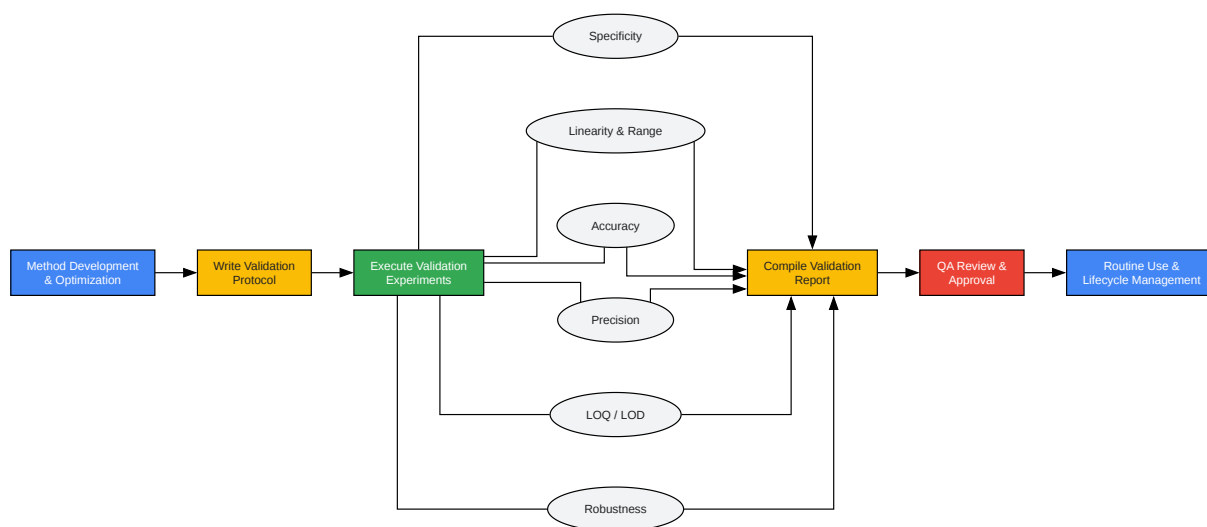 Specificity
Linearity & Range
Accuracy
Method Development
& Optimization
Write Validation
Protocol
Execute Validation
Experiments
Compile Validation
Report
QA Review &
Approval
Routine Use &
Lifecycle Management
Precision
LOQ / LOD
Robustness